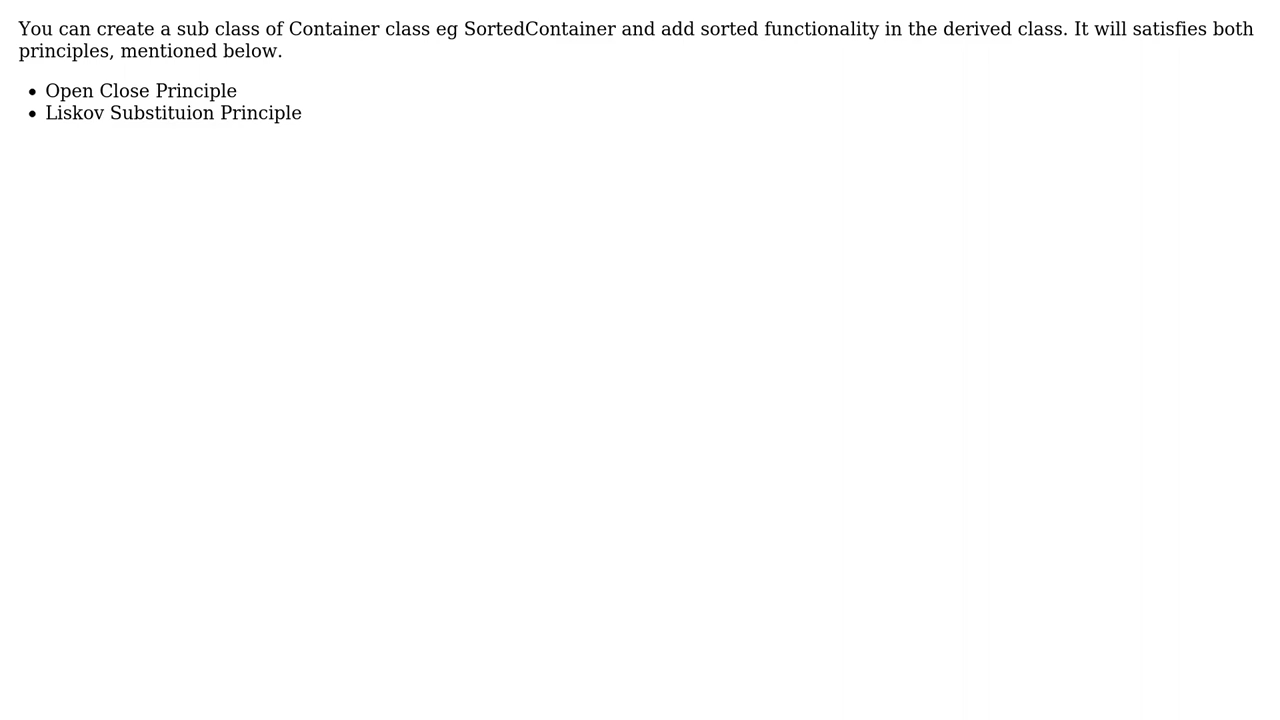 You can create a sub class of Container class eg SortedContainer and add sorted functionality in the derived class. It will satisfies both
principles, mentioned below.
• Open Close Principle
• Liskov Substituion Principle